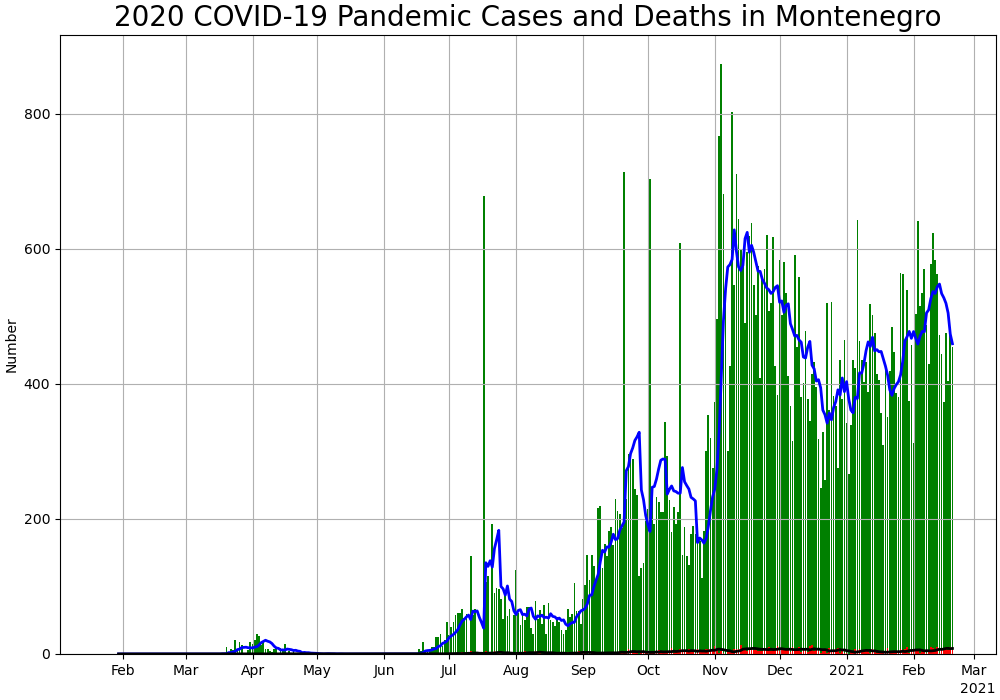 2020 COVID-19 Pandemic Cases and Deaths in Montenegro
800
600
400
200
0
Number
Feb Mar Apr May Jun Jul Aug Sep Oct Nov Dec 2021 Feb Mar
2021